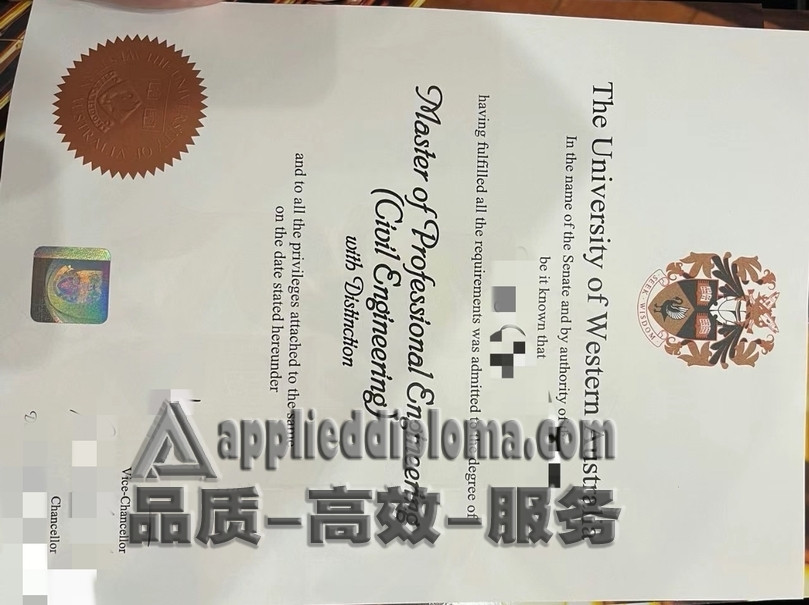 The University of Western Australia
In the name of the Senate and by authority of
be it known that
having fulfilled all the requirements was admitted to the degree of
Master of Professional Engineering
(Civil Engineering)
with Distinction
and to all the privileges attached to the same
on the date stated hereunder
Vice-Chancellor
Chancellor
SEEK WISDOM
applieddiploma.com
品质-高效-服务